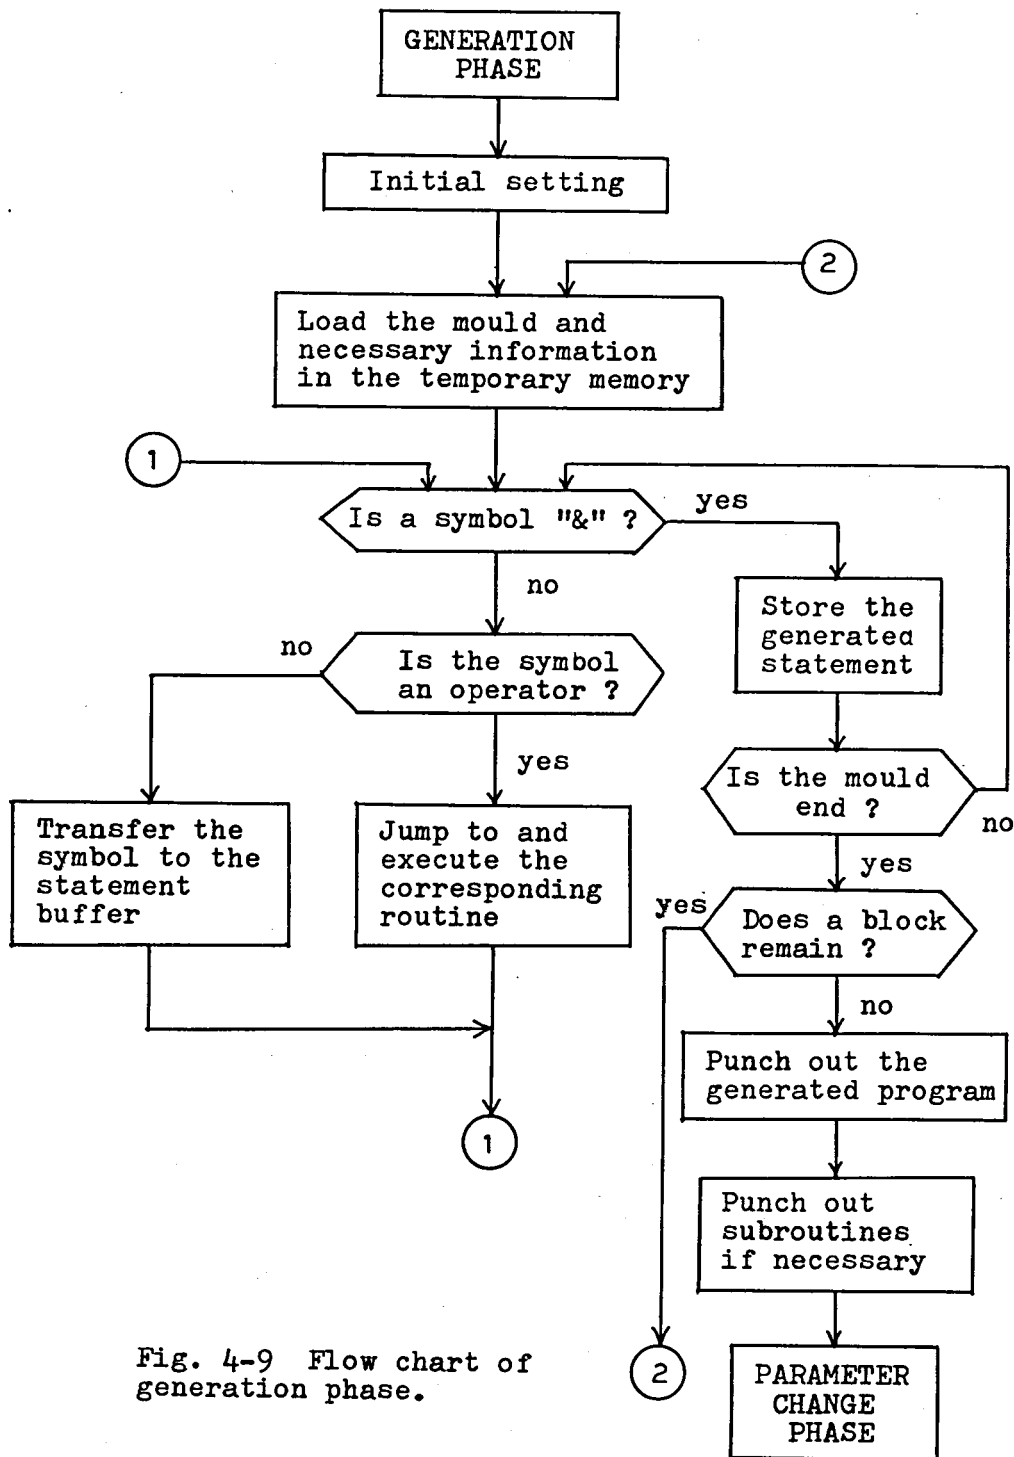 GENERATION
PHASE
Initial setting
2
Load the mould and
necessary information
in the temporary memory
1
Is a symbol "&" ?
yes
no
Store the
generated
statement
no
Is the symbol
an operator ?
yes
Is the mould
end ?
no
yes
Transfer the
symbol to the
statement
buffer
Jump to and
execute the
corresponding
routine
yes
Does a block
remain ?
no
Punch out the
generated program
1
Punch out
subroutines
if necessary
Fig. 4-9 Flow chart of
generation phase.
2
PARAMETER
CHANGE
PHASE